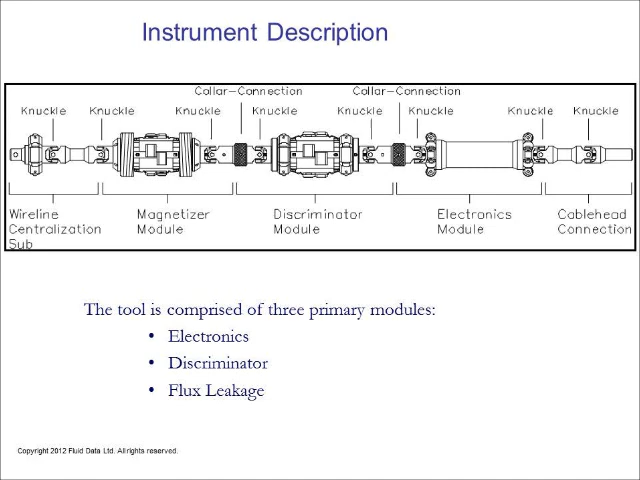 Instrument Description
Collar-Connection Collar-Connection
Knuckle Knuckle Knuckle Knuckle Knuckle Knuckle Knuckle Knuckle
Wireline Magnetizer Discriminator Electronics Cablehead
Centralization Module Module Module Connection
Sub
The tool is comprised of three primary modules:
• Electronics
• Discriminator
• Flux Leakage
Copyright 2012 Fluid Data Ltd. All rights reserved.